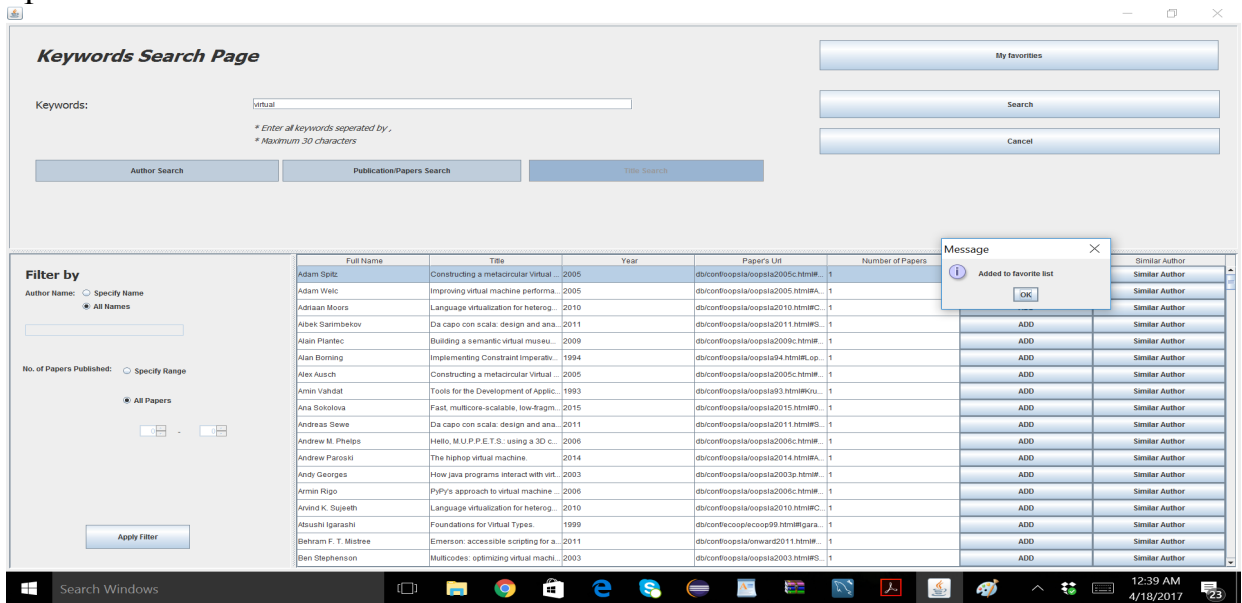 Keywords Search Page
My favorities
Keywords:
virtual
Search
* Enter all keywords seperated by ,
* Maximum 30 characters
Cancel
Author Search
Publication/Papers Search
Title Search
Message
Added to favorite list
OK
Filter by
Author Name:
Specify Name
All Names
No. of Papers Published:
Specify Range
All Papers
0 - 0
Apply Filter
Full Name Title Year Paper's Url Number of Papers Similar Author
Adam Spitz Constructing a metacircular Virtual ... 2005 db/conf/oopsla/oopsla2005c.html#... 1 Similar Author
Adam Welc Improving virtual machine performa... 2005 db/conf/oopsla/oopsla2005.html#A... 1 Similar Author
Adriaan Moors Language virtualization for heterog... 2010 db/conf/oopsla/oopsla2010.html#C... 1 Similar Author
Aibek Sarimbekov Da capo con scala: design and ana... 2011 db/conf/oopsla/oopsla2011.html#S... 1 ADD Similar Author
Alain Plantec Building a semantic virtual museu... 2009 db/conf/oopsla/oopsla2009c.html#... 1 ADD Similar Author
Alan Borning Implementing Constraint Imperativ... 1994 db/conf/oopsla/oopsla94.html#Lop... 1 ADD Similar Author
Alex Ausch Constructing a metacircular Virtual ... 2005 db/conf/oopsla/oopsla2005c.html#... 1 ADD Similar Author
Amin Vahdat Tools for the Development of Applic... 1993 db/conf/oopsla/oopsla93.html#Kru... 1 ADD Similar Author
Ana Sokolova Fast, multicore-scalable, low-fragm... 2015 db/conf/oopsla/oopsla2015.html#... 1 ADD Similar Author
Andreas Sewe Da capo con scala: design and ana... 2011 db/conf/oopsla/oopsla2011.html#S... 1 ADD Similar Author
Andrew M. Phelps Hello, M.U.P.P.E.T.S.: using a 3D c... 2006 db/conf/oopsla/oopsla2006c.html#... 1 ADD Similar Author
Andrew Paroski The hiphop virtual machine. 2014 db/conf/oopsla/oopsla2014.html#A... 1 ADD Similar Author
Andy Georges How java programs interact with virt... 2003 db/conf/oopsla/oopsla2003p.html#... 1 ADD Similar Author
Armin Rigo PyPy's approach to virtual machine ... 2006 db/conf/oopsla/oopsla2006c.html#... 1 ADD Similar Author
Arvind K. Sujeeth Language virtualization for heterog... 2010 db/conf/oopsla/oopsla2010.html#C... 1 ADD Similar Author
Atsushi Igarashi Foundations for Virtual Types. 1999 db/conf/ecoop/ecoop99.html#Igara... 1 ADD Similar Author
Behram F. T. Mistree Emerson: accessible scripting for a... 2011 db/conf/oopsla/onward2011.html#... 1 ADD Similar Author
Ben Stephenson Multicodes: optimizing virtual machi... 2003 db/conf/oopsla/oopsla2003.html#S... 1 ADD Similar Author
Search Windows
12:39 AM
4/18/2017
23